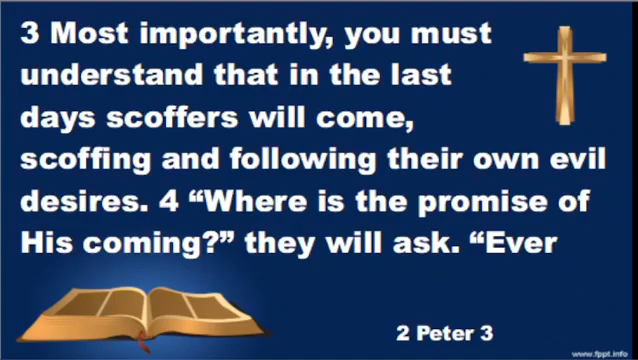 3 Most importantly, you must
understand that in the last
days scoffers will come,
scoffing and following their own evil
desires. 4 “Where is the promise of
His coming?” they will ask. “Ever
2 Peter 3
www.fppt.info